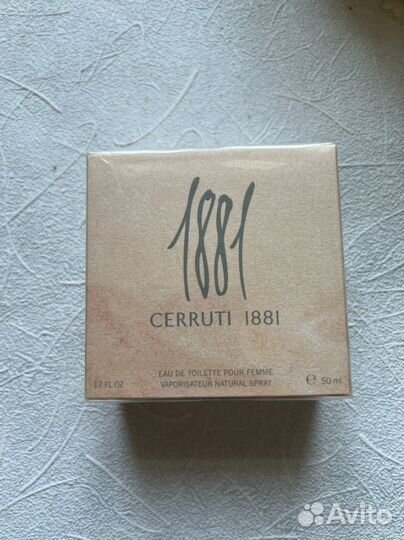 1881
CERRUTI 1881
EAU DE TOILETTE POUR FEMME
1.7 FL OZ VAPORISATEUR NATURAL SPRAY ℮ 50 ml
Avito